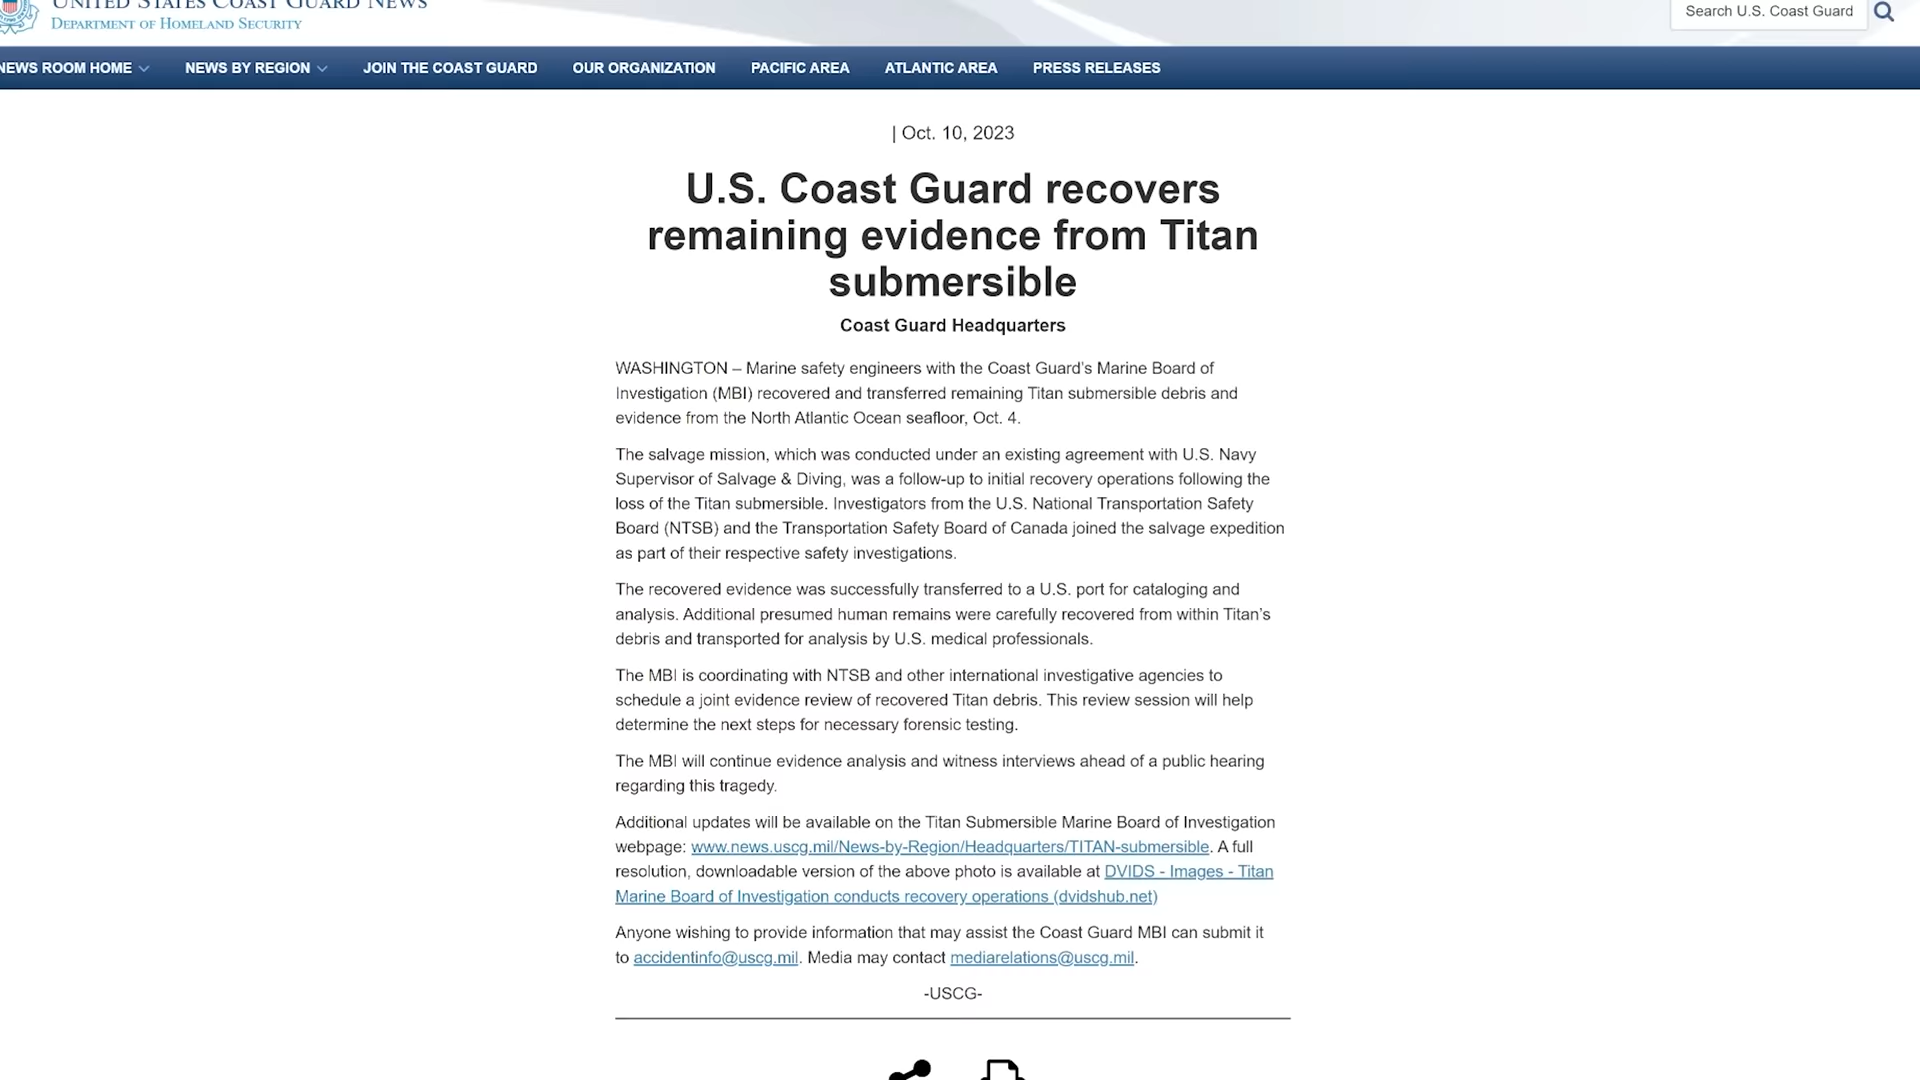 UNITED STATES COAST GUARD NEWS
DEPARTMENT OF HOMELAND SECURITY
Search U.S. Coast Guard
NEWS ROOM HOME NEWS BY REGION JOIN THE COAST GUARD OUR ORGANIZATION PACIFIC AREA ATLANTIC AREA PRESS RELEASES
| Oct. 10, 2023
U.S. Coast Guard recovers
remaining evidence from Titan
submersible
Coast Guard Headquarters
WASHINGTON – Marine safety engineers with the Coast Guard's Marine Board of
Investigation (MBI) recovered and transferred remaining Titan submersible debris and
evidence from the North Atlantic Ocean seafloor, Oct. 4.
The salvage mission, which was conducted under an existing agreement with U.S. Navy
Supervisor of Salvage & Diving, was a follow-up to initial recovery operations following the
loss of the Titan submersible. Investigators from the U.S. National Transportation Safety
Board (NTSB) and the Transportation Safety Board of Canada joined the salvage expedition
as part of their respective safety investigations.
The recovered evidence was successfully transferred to a U.S. port for cataloging and
analysis. Additional presumed human remains were carefully recovered from within Titan's
debris and transported for analysis by U.S. medical professionals.
The MBI is coordinating with NTSB and other international investigative agencies to
schedule a joint evidence review of recovered Titan debris. This review session will help
determine the next steps for necessary forensic testing.
The MBI will continue evidence analysis and witness interviews ahead of a public hearing
regarding this tragedy.
Additional updates will be available on the Titan Submersible Marine Board of Investigation
webpage: www.news.uscg.mil/News-by-Region/Headquarters/TITAN-submersible. A full
resolution, downloadable version of the above photo is available at DVIDS - Images - Titan
Marine Board of Investigation conducts recovery operations (dvidshub.net)
Anyone wishing to provide information that may assist the Coast Guard MBI can submit it
to accidentinfo@uscg.mil. Media may contact mediarelations@uscg.mil.
-USCG-